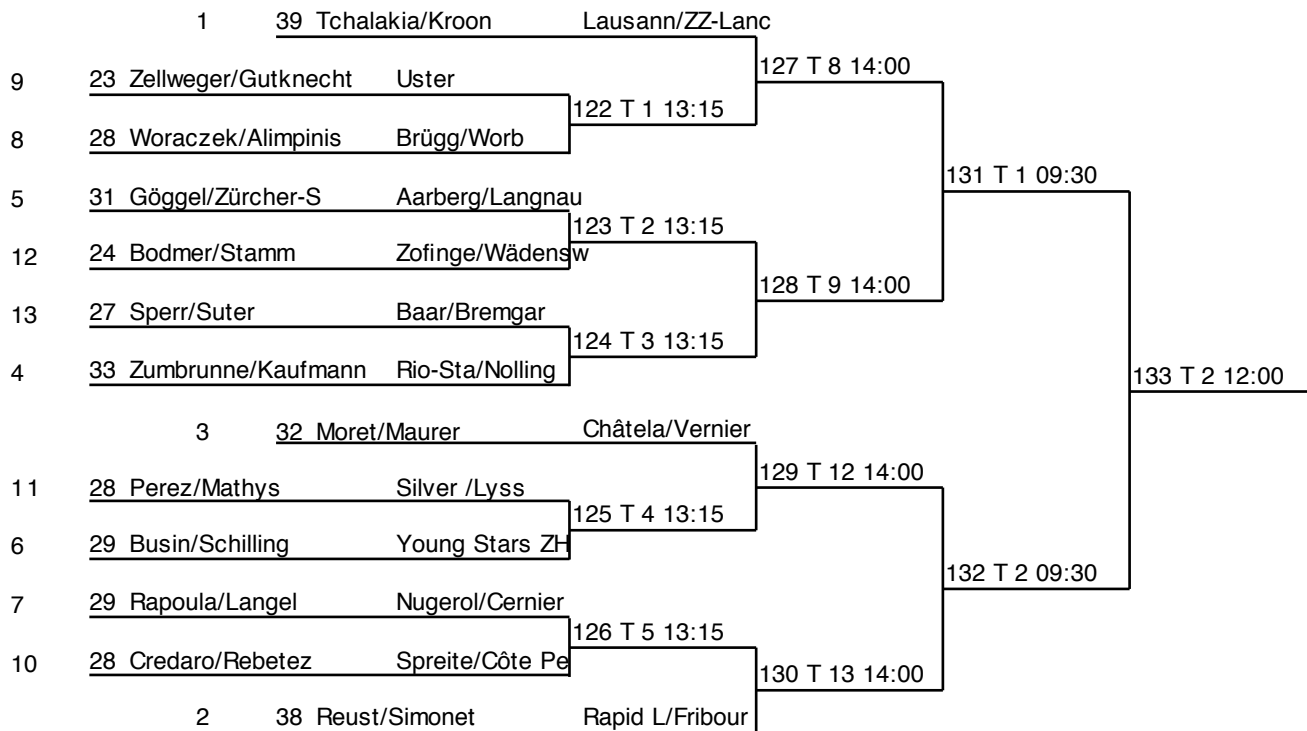 1 39 Tchalakia/Kroon Lausann/ZZ-Lanc
127 T 8 14:00
9 23 Zellweger/Gutknecht Uster
122 T 1 13:15
8 28 Woraczek/Alimpinis Brügg/Worb
131 T 1 09:30
5 31 Göggel/Zürcher-S Aarberg/Langnau
123 T 2 13:15
12 24 Bodmer/Stamm Zofinge/Wädensw
128 T 9 14:00
13 27 Sperr/Suter Baar/Bremgar
124 T 3 13:15
4 33 Zumbrunne/Kaufmann Rio-Sta/Nolling
133 T 2 12:00
3 32 Moret/Maurer Châtela/Vernier
129 T 12 14:00
11 28 Perez/Mathys Silver /Lyss
125 T 4 13:15
6 29 Busin/Schilling Young Stars ZH
132 T 2 09:30
7 29 Rapoula/Langel Nugerol/Cernier
126 T 5 13:15
10 28 Credaro/Rebetez Spreite/Côte Pe
130 T 13 14:00
2 38 Reust/Simonet Rapid L/Fribour